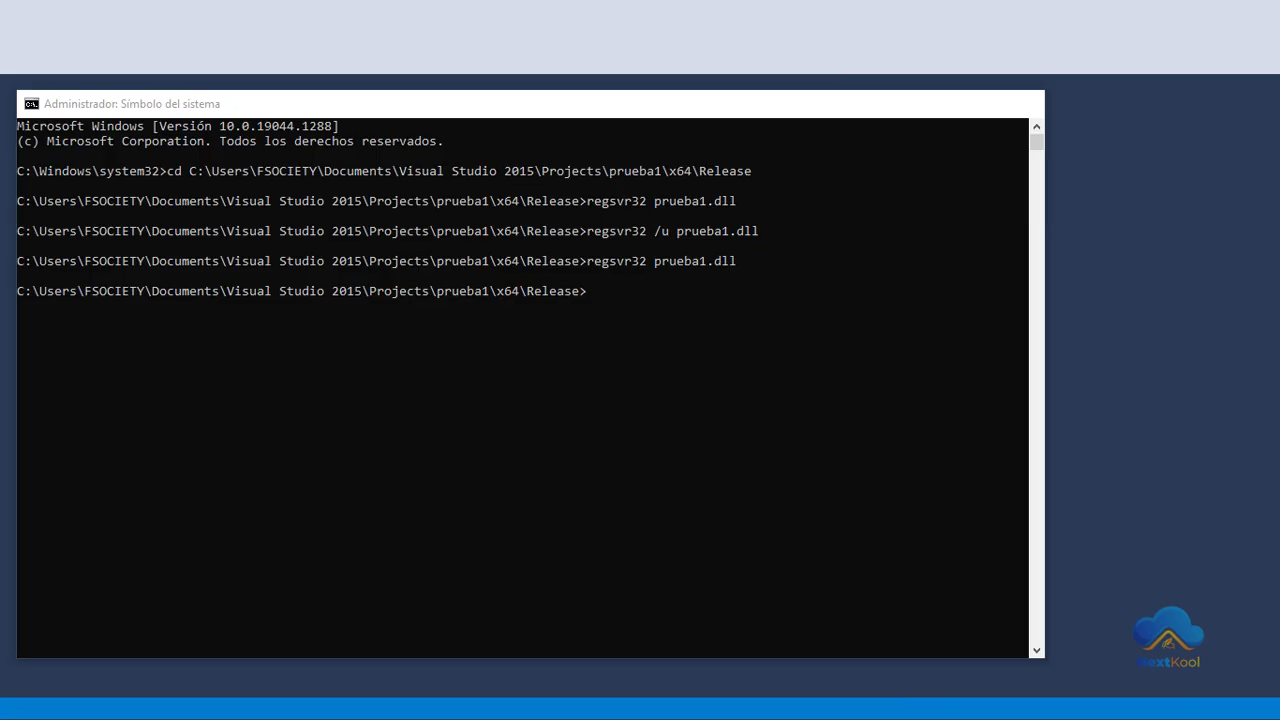 Administrador: Símbolo del sistema
Microsoft Windows [Versión 10.0.19044.1288]
(c) Microsoft Corporation. Todos los derechos reservados.
C:\Windows\system32>cd C:\Users\FSOCIETY\Documents\Visual Studio 2015\Projects\prueba1\x64\Release
C:\Users\FSOCIETY\Documents\Visual Studio 2015\Projects\prueba1\x64\Release>regsvr32 prueba1.dll
C:\Users\FSOCIETY\Documents\Visual Studio 2015\Projects\prueba1\x64\Release>regsvr32 /u prueba1.dll
C:\Users\FSOCIETY\Documents\Visual Studio 2015\Projects\prueba1\x64\Release>regsvr32 prueba1.dll
C:\Users\FSOCIETY\Documents\Visual Studio 2015\Projects\prueba1\x64\Release>
NextKool